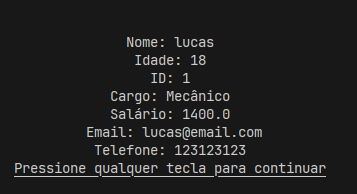 Nome: lucas
Idade: 18
ID: 1
Cargo: Mecânico
Salário: 1400.0
Email: lucas@email.com
Telefone: 123123123
Pressione qualquer tecla para continuar